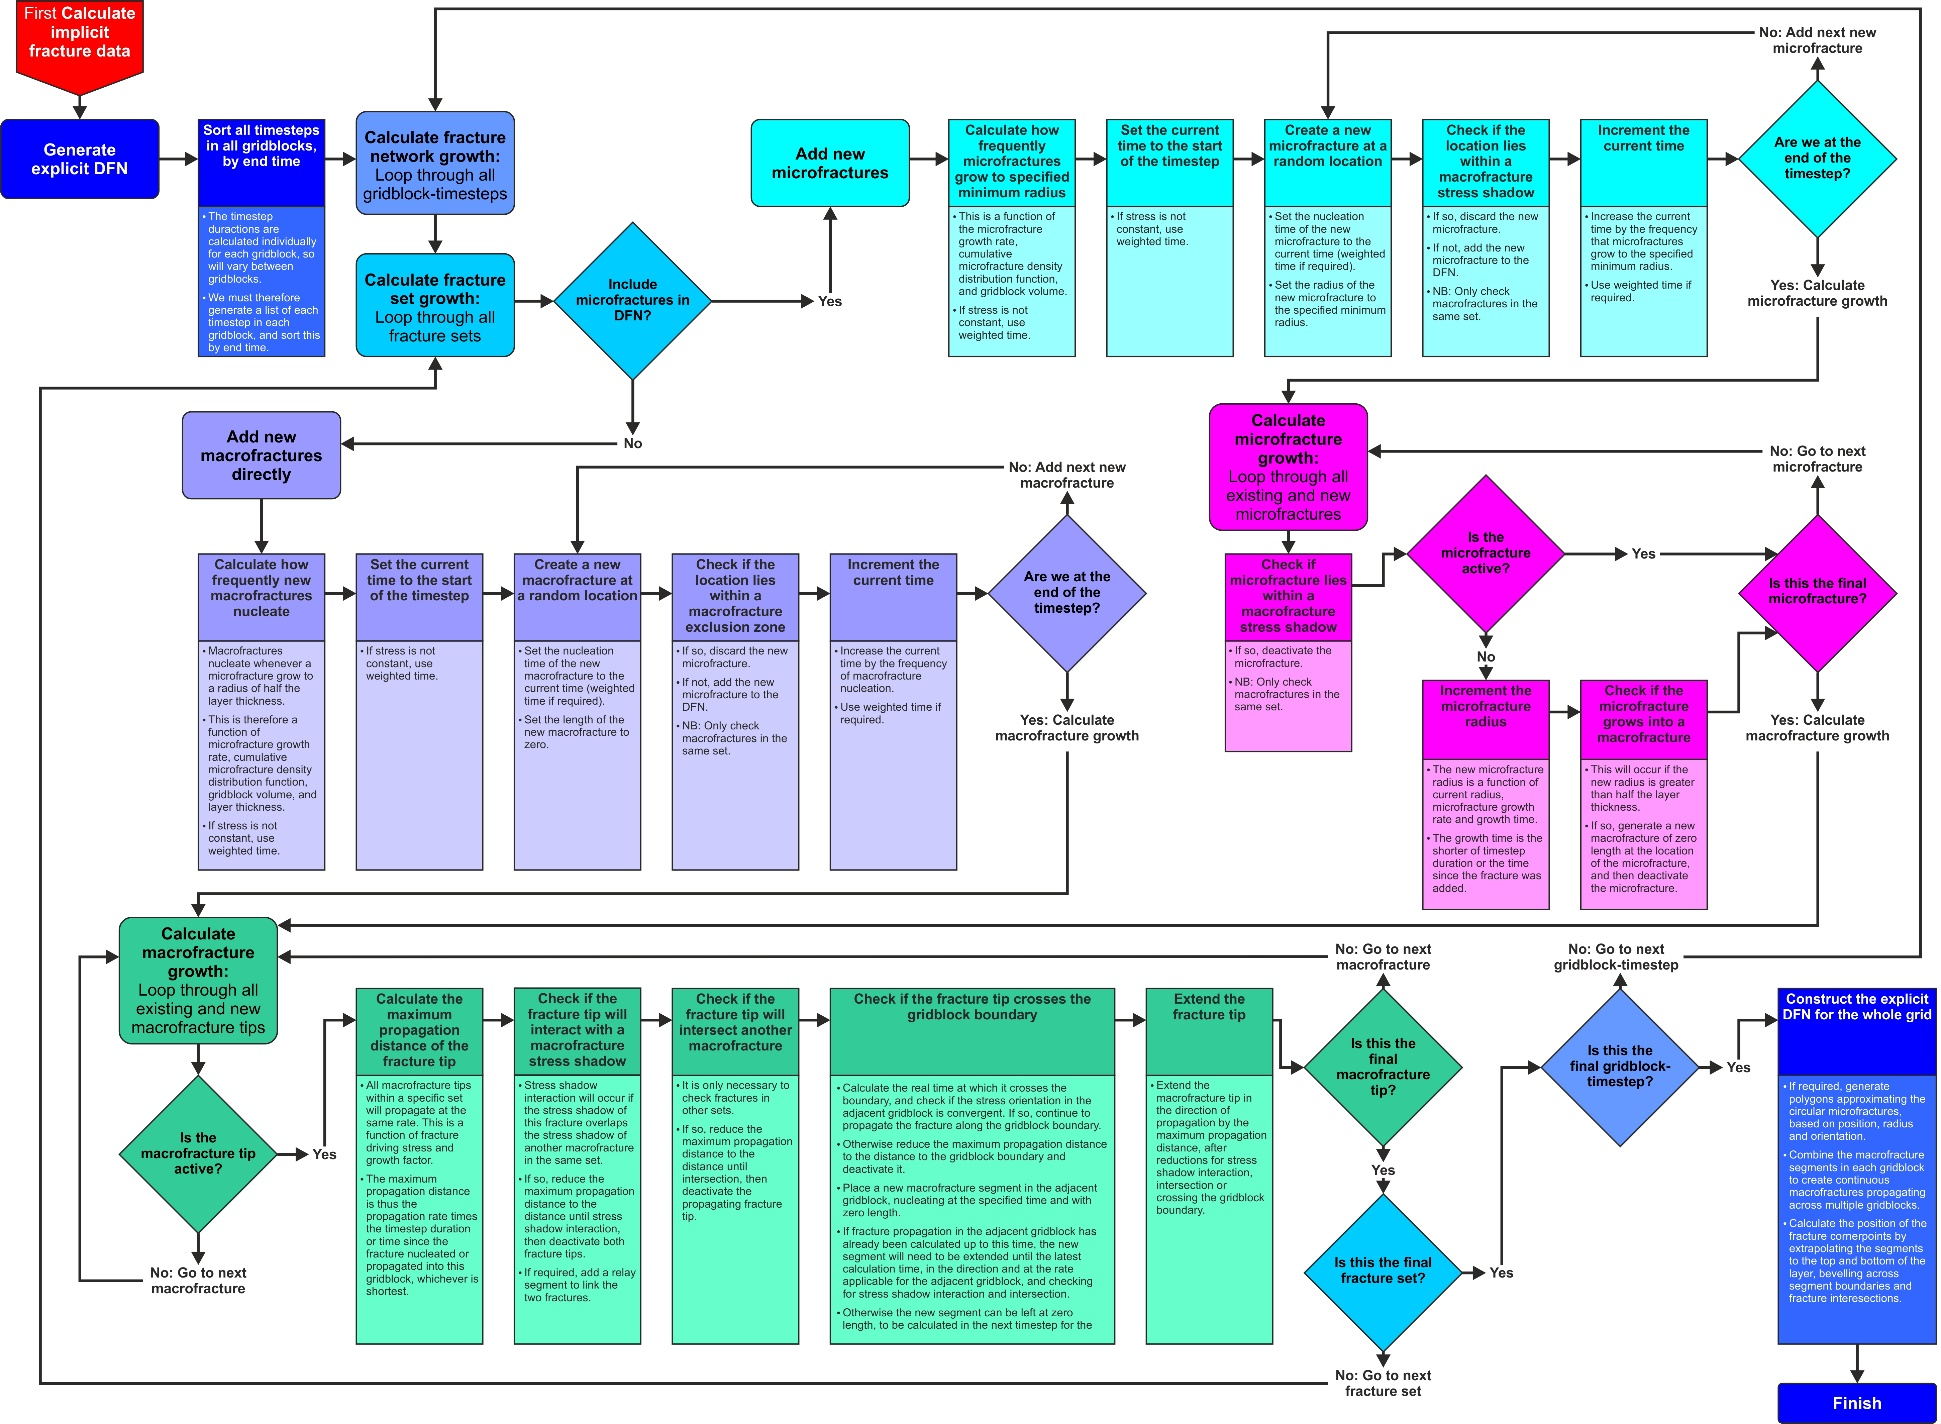 First Calculate
implicit
fracture data
Generate
explicit DFN
Sort all timesteps
in all gridblocks,
by end time
• The timestep
duractions are
calculated individually
for each gridblock, so
will vary between
gridblocks.
• We must therefore
generate a list of each
timestep in each
gridblock, and sort this
by end time.
Calculate fracture
network growth:
Loop through all
gridblock-timesteps
Calculate fracture
set growth:
Loop through all
fracture sets
Include
microfractures in
DFN?
Yes
No
Add new
microfractures
Calculate how
frequently
microfractures
grow to specified
minimum radius
• This is a function of
the microfracture
growth rate,
cumulative
microfracture density
distribution function,
and gridblock volume.
• If stress is not
constant, use
weighted time.
Set the current
time to the start
of the timestep
• If stress is not
constant, use
weighted time.
Create a new
microfracture at a
random location
• Set the nucleation
time of the new
microfracture to the
current time (weighted
time if required).
• Set the radius of the
new microfracture to
the specified minimum
radius.
Check if the
location lies
within a
macrofracture
stress shadow
• If so, discard the new
microfracture.
• If not, add the new
microfracture to the
DFN.
• NB: Only check
macrofractures in the
same set.
Increment the
current time
• Increase the current
time by the frequency
that microfractures
grow to the specified
minimum radius.
• Use weighted time if
required.
No: Add next new
microfracture
Are we at the
end of the
timestep?
Yes: Calculate
microfracture growth
Add new
macrofractures
directly
Calculate how
frequently new
macrofractures
nucleate
• Macrofractures
nucleate whenever a
microfracture grow to
a radius of half the
layer thickness.
• This is therefore a
function of
microfracture growth
rate, cumulative
microfracture density
distribution function,
gridblock volume, and
layer thickness.
• If stress is not
constant, use
weighted time.
Set the current
time to the start
of the timestep
• If stress is not
constant, use
weighted time.
Create a new
macrofracture at
a random location
• Set the nucleation
time of the new
macrofracture to the
current time (weighted
time if required).
• Set the length of the
new macrofracture to
zero.
Check if the
location lies
within a
macrofracture
exclusion zone
• If so, discard the new
microfracture.
• If not, add the new
microfracture to the
DFN.
• NB: Only check
macrofractures in the
same set.
Increment the
current time
• Increase the current
time by the frequency
of macrofracture
nucleation.
• Use weighted time if
required.
No: Add next new
macrofracture
Are we at the
end of the
timestep?
Yes: Calculate
macrofracture growth
Calculate
microfracture
growth:
Loop through all
existing and new
microfractures
Check if
microfracture lies
within a
macrofracture
stress shadow
• If so, deactivate the
microfracture.
• NB: Only check
macrofractures in the
same set.
Is the
microfracture
active?
Yes
No
Increment the
microfracture
radius
• The new microfracture
radius is a function of
current radius,
microfracture growth
rate and growth time.
• The growth time is the
shorter of timestep
duration or the time
since the fracture was
added.
Check if the
microfracture
grows into a
macrofracture
• This will occur if the
new radius is greater
than half the layer
thickness.
• If so, generate a new
macrofracture of zero
length at the location
of the microfracture,
and then deactivate
the microfracture.
No: Go to next
microfracture
Is this the final
microfracture?
Yes: Calculate
macrofracture growth
Calculate
macrofracture
growth:
Loop through all
existing and new
macrofracture tips
Is the
macrofracture tip
active?
Yes
No: Go to next
macrofracture
Calculate the
maximum
propagation
distance of the
fracture tip
• All macrofracture tips
within a specific set
will propagate at the
same rate. This is a
function of fracture
driving stress and
growth factor.
• The maximum
propagation distance
is thus the
propagation rate times
the timestep duration
or time since the
fracture nucleated or
propagated into this
gridblock, whichever is
shortest.
Check if the
fracture tip will
interact with a
macrofracture
stress shadow
• Stress shadow
interaction will occur if
the stress shadow of
this fracture overlaps
the stress shadow of
another macrofracture
in the same set.
• If so, reduce the
maximum propagation
distance to the
distance until stress
shadow interaction,
then deactivate both
fracture tips.
• If required, add a relay
segment to link the
two fractures.
Check if the
fracture tip will
intersect another
macrofracture
• It is only necessary to
check fractures in
other sets.
• If so, reduce the
maximum propagation
distance to the
distance until
intersection, then
deactivate the
propagating fracture
tip.
Check if the fracture tip crosses the
gridblock boundary
• Calculate the real time at which it crosses the
boundary, and check if the stress orientation in the
adjacent gridblock is convergent. If so, continue to
propagate the fracture along the gridblock boundary.
• Otherwise reduce the maximum propagation distance
to the distance to the gridblock boundary and
deactivate it.
• Place a new macrofracture segment in the adjacent
gridblock, nucleating at the specified time and with
zero length.
• If fracture propagation in the adjacent gridblock has
already been calculated up to this time, the new
segment will need to be extended until the latest
calculation time, in the direction and at the rate
applicable for the adjacent gridblock, and checking
for stress shadow interaction and intersection.
• Otherwise the new segment can be left at zero
length, to be calculated in the next timestep for the
Extend the
fracture tip
• Extend the
macrofracture tip in
the direction of
propagation by the
maximum propagation
distance, after
reductions for stress
shadow interaction,
intersection or
crossing the gridblock
boundary.
No: Go to next
macrofracture
Is this the
final
macrofracture
tip?
Yes
Is this the final
fracture set?
Yes
No: Go to next
fracture set
No: Go to next
gridblock-timestep
Is this the
final gridblock-
timestep?
Yes
Construct the explicit
DFN for the whole grid
• If required, generate
polygons approximating the
circular microfractures,
based on position, radius
and orientation.
• Combine the macrofracture
segments in each gridblock
to create continuous
macrofractures propagating
across multiple gridblocks.
• Calculate the position of the
fracture cornerpoints by
extrapolating the segments
to the top and bottom of the
layer, bevelling across
segment boundaries and
fracture interesections.
Finish